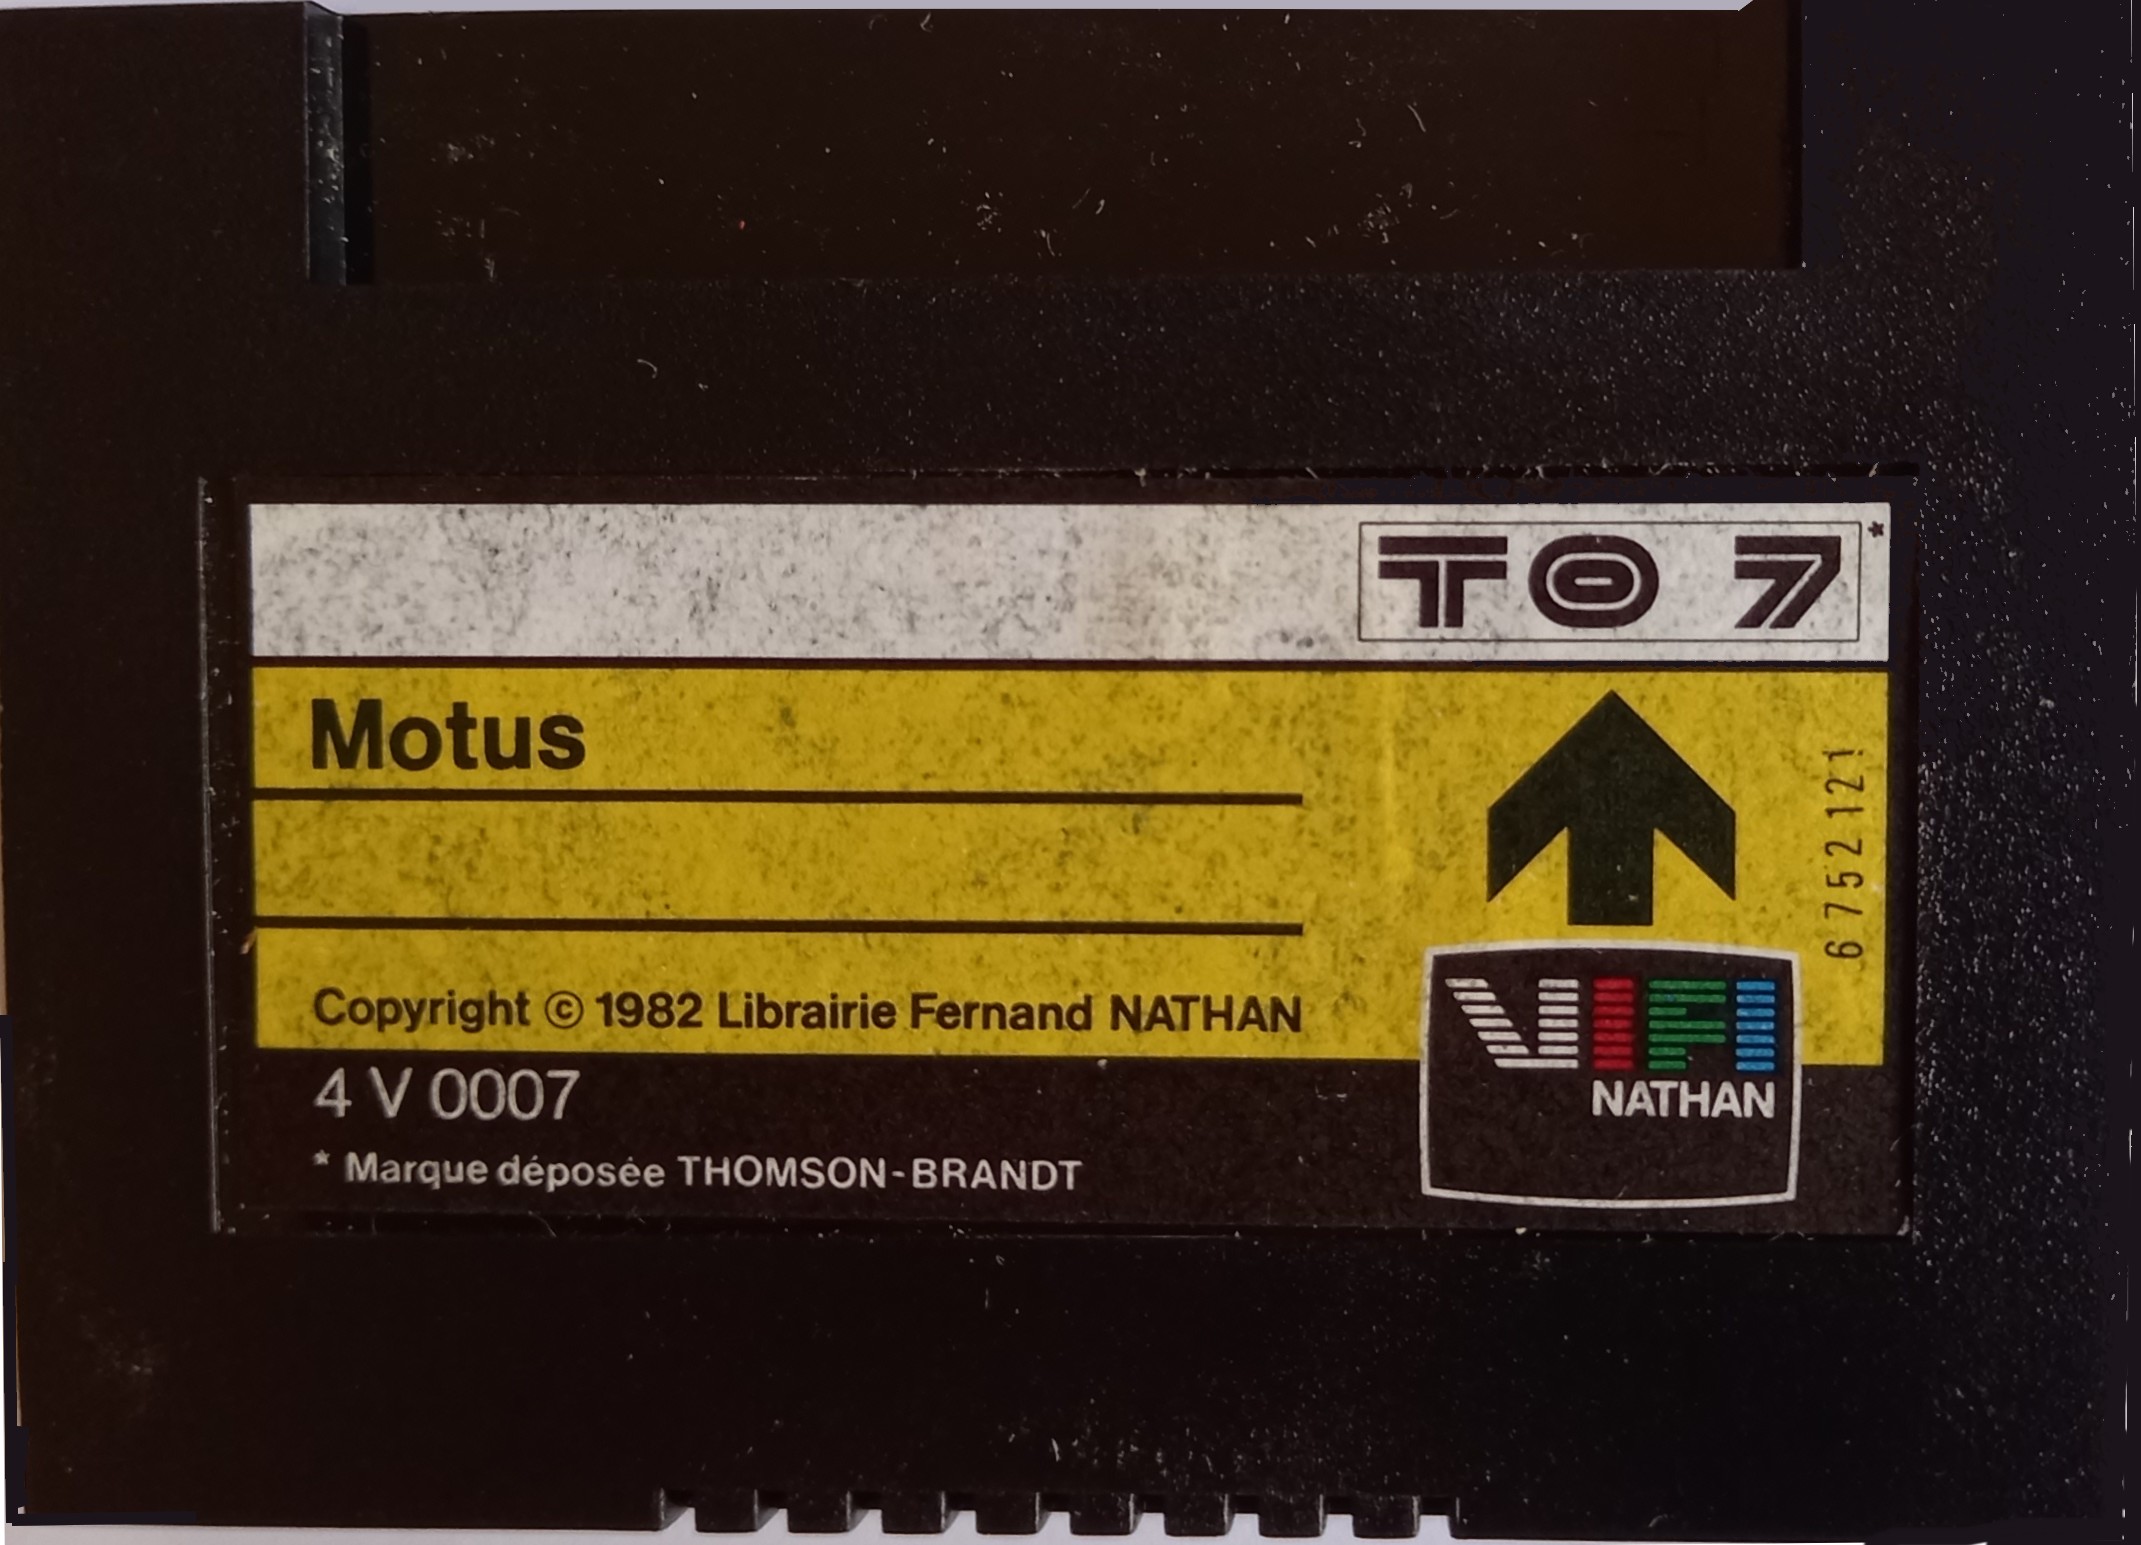 TO 7*
Motus
6752121
Copyright © 1982 Librairie Fernand NATHAN
VIFI
NATHAN
4 V 0007
* Marque déposée THOMSON-BRANDT